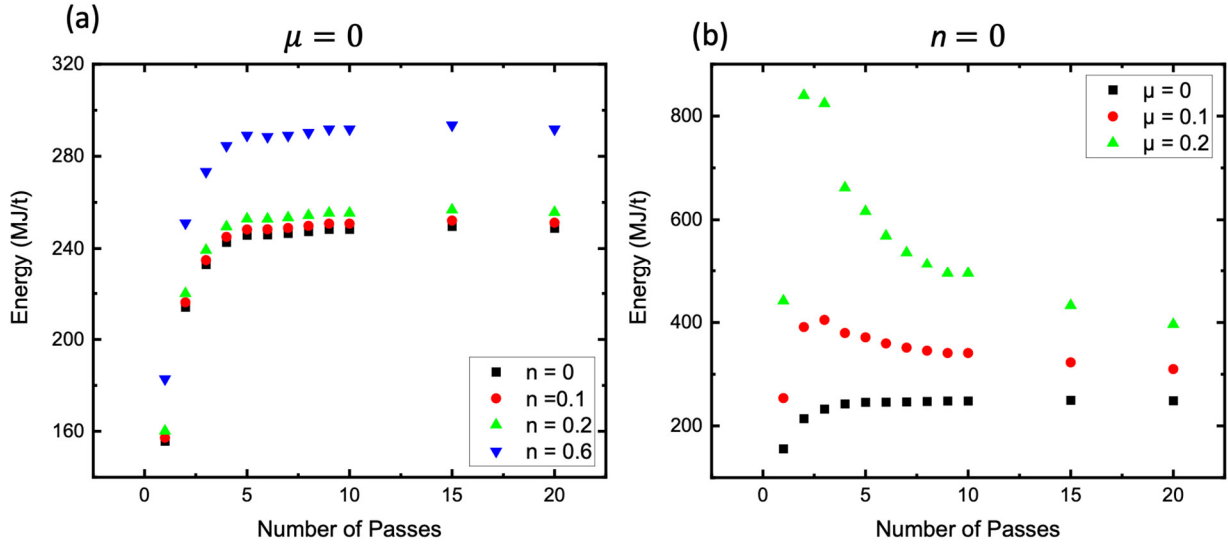 (a)
μ = 0
320
280
240
200
160
0
5
10
15
20
Energy (MJ/t)
Number of Passes
n = 0
n =0.1
n = 0.2
n = 0.6
(b)
n = 0
800
600
400
200
0
5
10
15
20
Energy (MJ/t)
Number of Passes
μ = 0
μ = 0.1
μ = 0.2